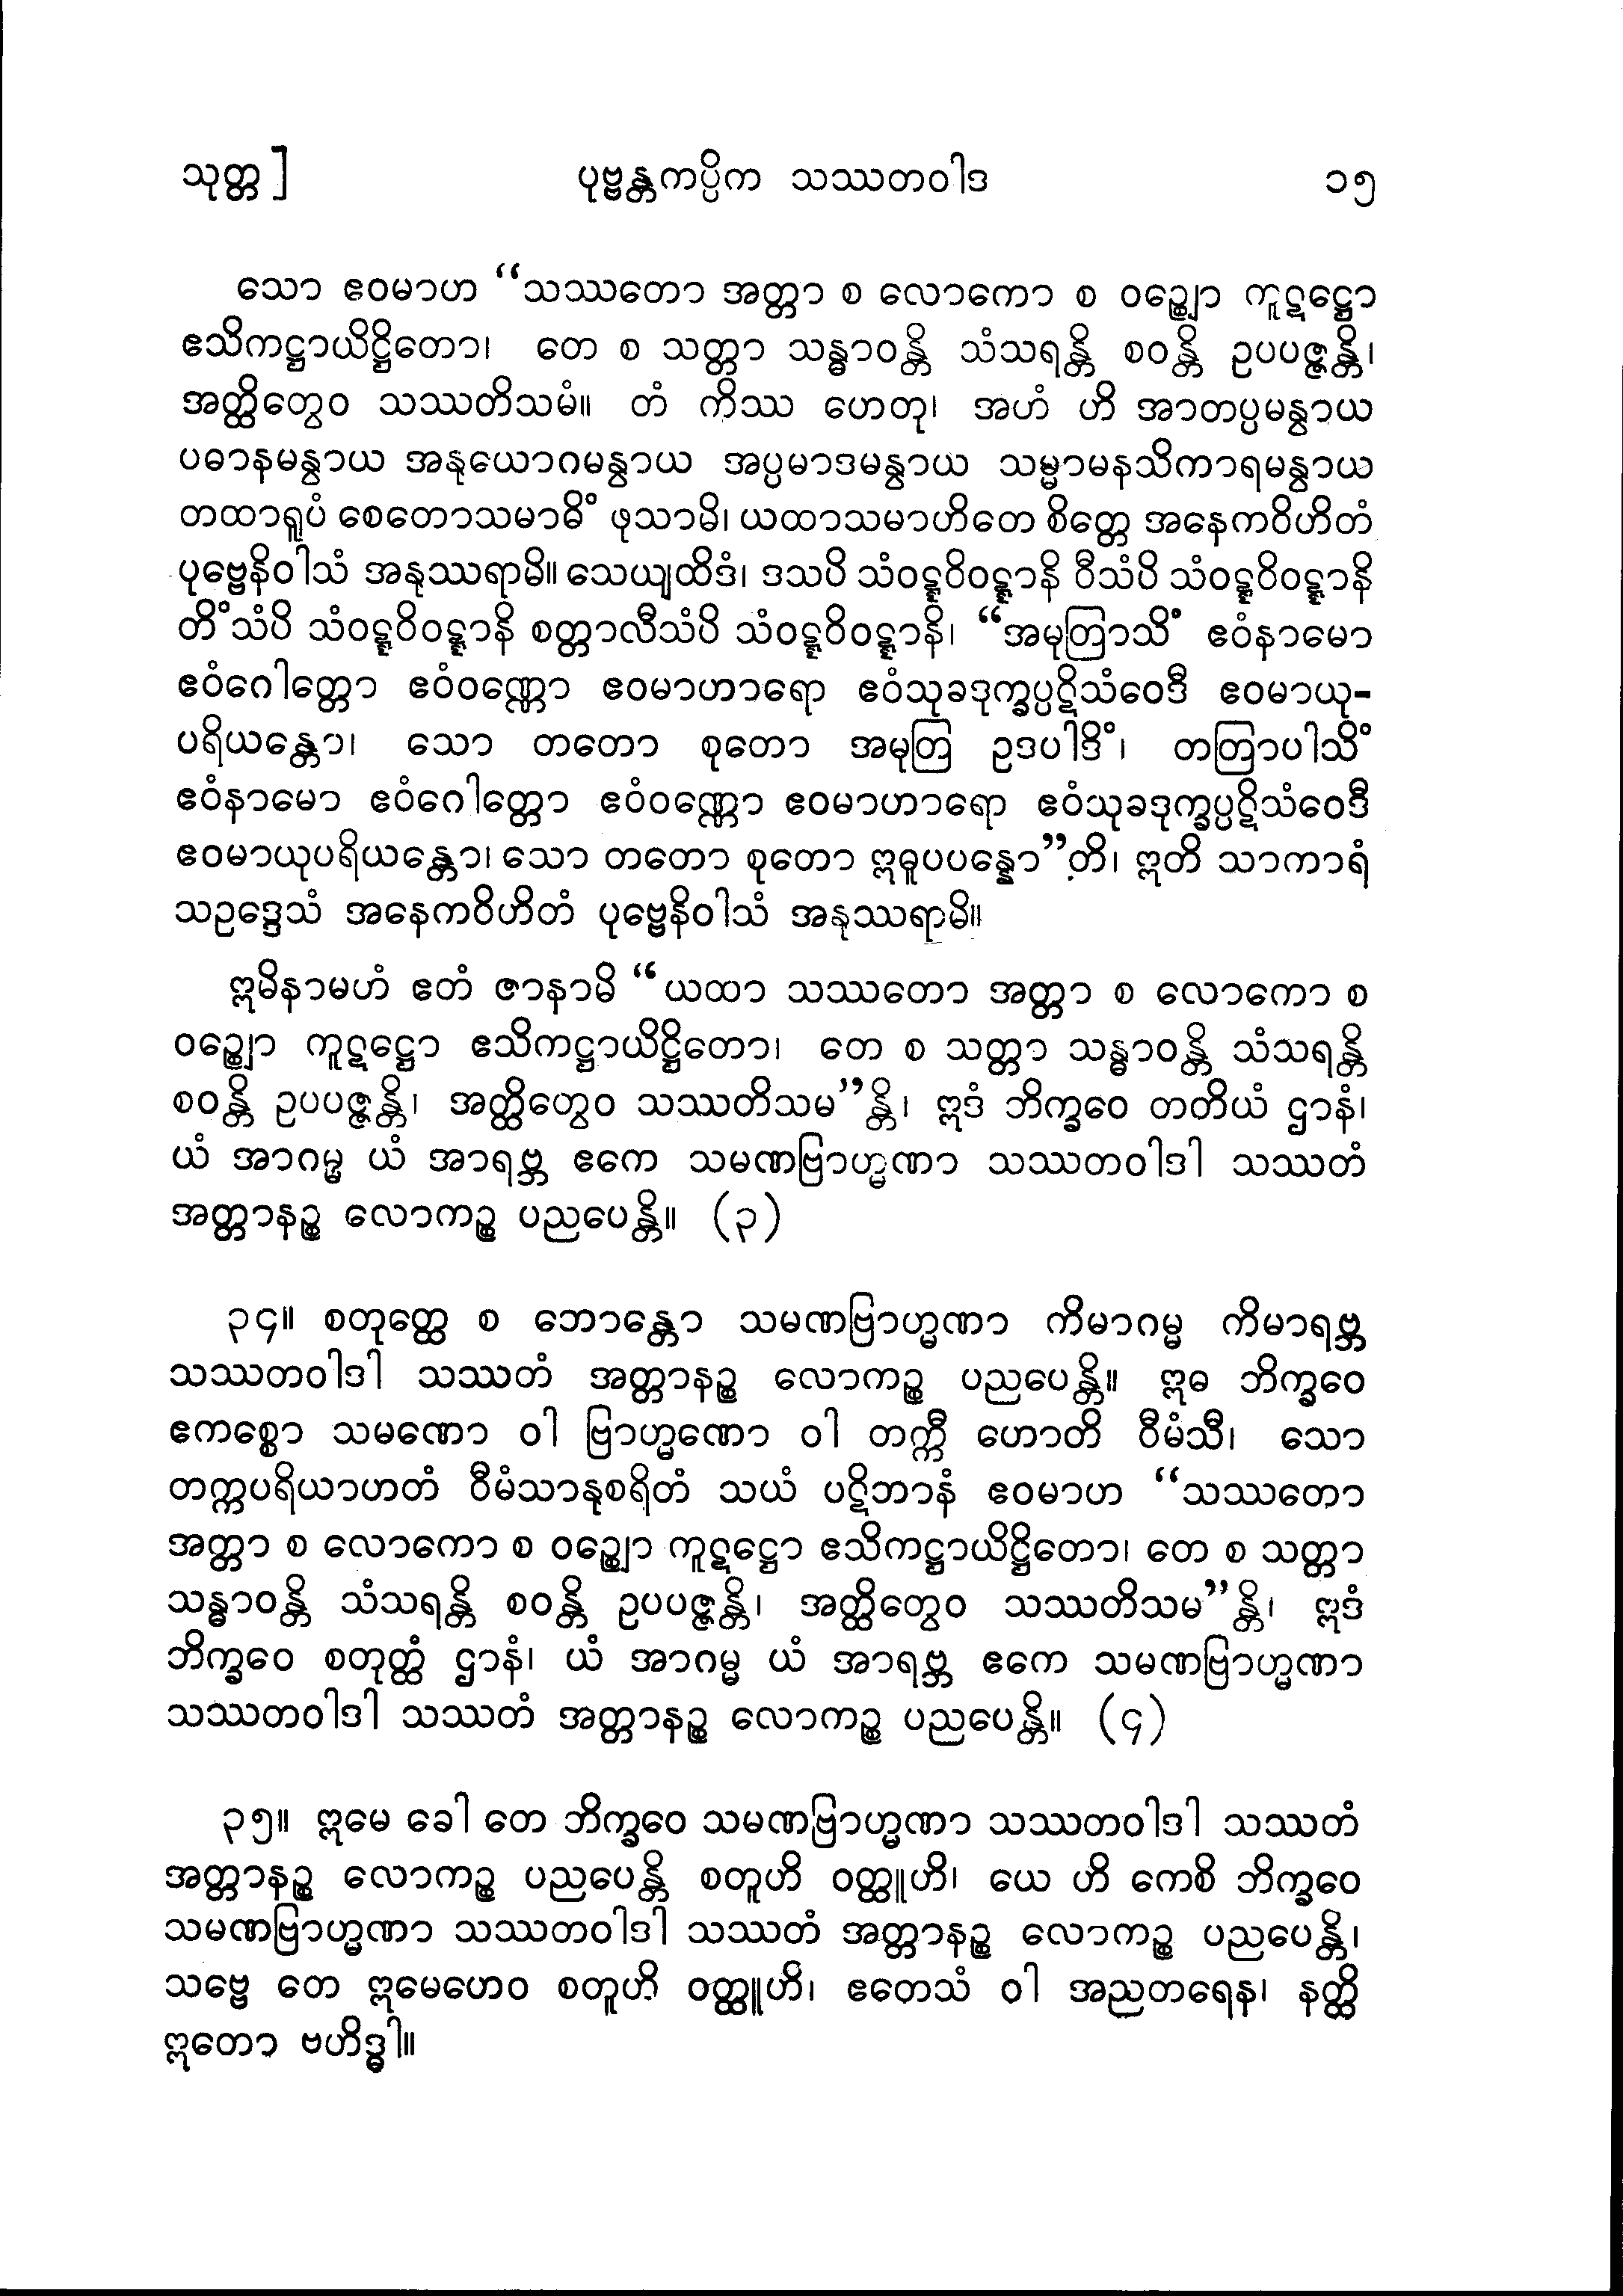 သုတ္တ ]
ပုဗ္ဗန္တကပ္ပိက သဿတဝါဒ
၁၅
သော ဧဝမာဟ “သဿတော အတ္တာ စ လောကော စ ဝဉ္ဈော ကူဋဋ္ဌော
ဧသိကဋ္ဌာယိဋ္ဌိတော၊ တေ စ သတ္တာ သန္ဓာဝန္တိ သံသရန္တိ စဝန္တိ ဥပပဇ္ဇန္တိ၊
အတ္ထိတွေဝ သဿတိသမံ။ တံ ကိဿ ဟေတု၊ အဟံ ဟိ အာတပ္ပမန္ွာယ
ပဓာနမန္ွာယ အနုယောဂမန္ွာယ အပ္ပမာဒမန္ွာယ သမ္မာမနသိကာရမန္ွာယ
တထာရူပံ စေတောသမာဓိံ ဖုသာမိ၊ ယထာသမာဟိတေ စိတ္တေ အနေကဝိဟိတံ
ပုဗ္ဗေနိဝါသံ အနုဿရာမိ။ သေယျထိဒံ၊ ဒသပိ သံဝဋ္ဋဝိဝဋ္ဋာနိ ဝီသံပိ သံဝဋ္ဋဝိဝဋ္ဋာနိ
တိံသံပိ သံဝဋ္ဋဝိဝဋ္ဋာနိ စတ္တာလီသံပိ သံဝဋ္ဋဝိဝဋ္ဋာနိ၊ “အမုတြာသိံ ဧဝံနာမော
ဧဝံဂေါတ္တော ဧဝံဝဏ္ဏော ဧဝမာဟာရော ဧဝံသုခဒုက္ခပ္ပဋိသံဝေဒီ ဧဝမာယု-
ပရိယန္တော၊ သော တတော စုတော အမုတြ ဥဒပါဒိံ၊ တတြာပါသိံ
ဧဝံနာမော ဧဝံဂေါတ္တော ဧဝံဝဏ္ဏော ဧဝမာဟာရော ဧဝံသုခဒုက္ခပ္ပဋိသံဝေဒီ
ဧဝမာယုပရိယန္တော၊ သော တတော စုတော ဣဓူပပန္နော”တိ၊ ဣတိ သာကာရံ
သဥဒ္ဒေသံ အနေကဝိဟိတံ ပုဗ္ဗေနိဝါသံ အနုဿရာမိ။
ဣမိနာမဟံ ဧတံ ဇာနာမိ “ယထာ သဿတော အတ္တာ စ လောကော စ
ဝဉ္ဈော ကူဋဋ္ဌော ဧသိကဋ္ဌာယိဋ္ဌိတော၊ တေ စ သတ္တာ သန္ဓာဝန္တိ သံသရန္တိ
စဝန္တိ ဥပပဇ္ဇန္တိ၊ အတ္ထိတွေဝ သဿတိသမ”န္တိ၊ ဣဒံ ဘိက္ခဝေ တတိယံ ဌာနံ၊
ယံ အာဂမ္မ ယံ အာရဗ္ဘ ဧကေ သမဏဗြာဟ္မဏာ သဿတဝါဒါ သဿတံ
အတ္တာနဉ္စ လောကဉ္စ ပညပေန္တိ။ (၃)
၃၄။ စတုတ္ထေ စ ဘောန္တော သမဏဗြာဟ္မဏာ ကိမာဂမ္မ ကိမာရဗ္ဘ
သဿတဝါဒါ သဿတံ အတ္တာနဉ္စ လောကဉ္စ ပညပေန္တိ။ ဣဓ ဘိက္ခဝေ
ဧကစ္စော သမဏော ဝါ ဗြာဟ္မဏော ဝါ တက္ကီ ဟောတိ ဝီမံသီ၊ သော
တက္ကပရိယာဟတံ ဝီမံသာနုစရိတံ သယံ ပဋိဘာနံ ဧဝမာဟ “သဿတော
အတ္တာ စ လောကော စ ဝဉ္ဈော ကူဋဋ္ဌော ဧသိကဋ္ဌာယိဋ္ဌိတော၊ တေ စ သတ္တာ
သန္ဓာဝန္တိ သံသရန္တိ စဝန္တိ ဥပပဇ္ဇန္တိ၊ အတ္ထိတွေဝ သဿတိသမ”န္တိ၊ ဣဒံ
ဘိက္ခဝေ စတုတ္ထံ ဌာနံ၊ ယံ အာဂမ္မ ယံ အာရဗ္ဘ ဧကေ သမဏဗြာဟ္မဏာ
သဿတဝါဒါ သဿတံ အတ္တာနဉ္စ လောကဉ္စ ပညပေန္တိ။ (၄)
၃၅။ ဣမေ ခေါ တေ ဘိက္ခဝေ သမဏဗြာဟ္မဏာ သဿတဝါဒါ သဿတံ
အတ္တာနဉ္စ လောကဉ္စ ပညပေန္တိ စတူဟိ ဝတ္ထူဟိ၊ ယေ ဟိ ကေစိ ဘိက္ခဝေ
သမဏဗြာဟ္မဏာ သဿတဝါဒါ သဿတံ အတ္တာနဉ္စ လောကဉ္စ ပညပေန္တိ၊
သဗ္ဗေ တေ ဣမေဟေဝ စတူဟိ ဝတ္ထူဟိ၊ ဧတေသံ ဝါ အညတရေန၊ နတ္ထိ
ဣတော ဗဟိဒ္ဓါ။